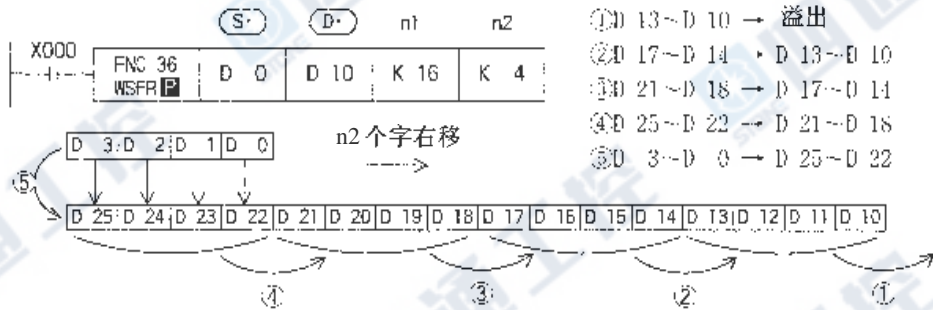 S· D· n1 n2
X000
FNC 36
WSFR P
D 0 D 10 K 16 K 4
①D 13~D 10 → 溢出
②D 17~D 14 → D 13~D 10
③D 21~D 18 → D 17~D 14
④D 25~D 22 → D 21~D 18
⑤D 3~D 0 → D 25~D 22
D 3 D 2 D 1 D 0
n2个字右移
⑤
D 25 D 24 D 23 D 22 D 21 D 20 D 19 D 18 D 17 D 16 D 15 D 14 D 13 D 12 D 11 D 10
④ ③ ② ①